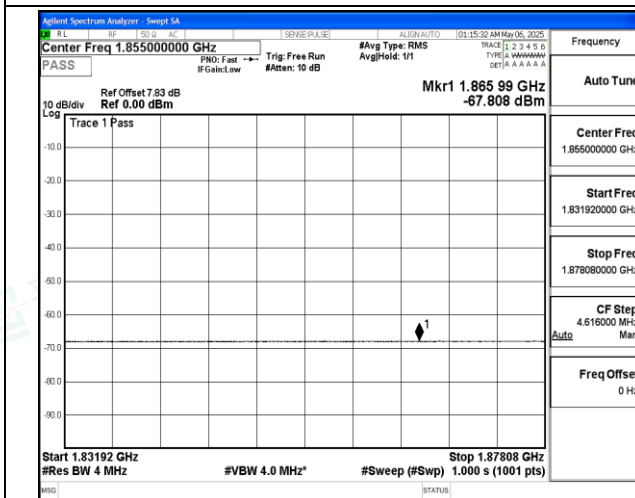 Agilent Spectrum Analyzer - Swept SA
RL RF 50 Ω AC SENSE:PULSE ALIGN AUTO 01:15:32 AM May 06, 2025
Center Freq 1.855000000 GHz
PASS
PNO: Fast
IFGain:Low
Trig: Free Run
#Atten: 10 dB
#Avg Type: RMS
Avg|Hold: 1/1
TRACE 1 2 3 4 5 6
TYPE A WWWWW
DET A A A A A A
Mkr1 1.865 99 GHz
-67.808 dBm
Ref Offset 7.83 dB
10 dB/div Ref 0.00 dBm
Log
Trace 1 Pass
-10.0
-20.0
-30.0
-40.0
-50.0
-60.0
-70.0
-80.0
-90.0
1
Start 1.83192 GHz
Stop 1.87808 GHz
#Res BW 4 MHz
#VBW 4.0 MHz*
#Sweep (#Swp) 1.000 s (1001 pts)
MSG
STATUS
Frequency
Auto Tune
Center Freq
1.855000000 GHz
Start Freq
1.831920000 GHz
Stop Freq
1.878080000 GHz
CF Step
4.616000 MHz
Auto Man
Freq Offset
0 Hz